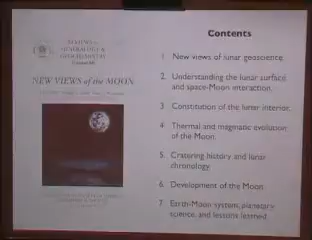 REVIEWS in
MINERALOGY &
GEOCHEMISTRY
Volume 60
NEW VIEWS of the MOON
Contents
1 New views of lunar geoscience
2. Understanding the lunar surface
and space-Moon interaction.
3. Constitution of the lunar interior.
4 Thermal and magmatic evolution
of the Moon.
5. Cratering history and lunar
chronology
6. Development of the Moon
7. Earth-Moon system, planetary
science, and lessons learned